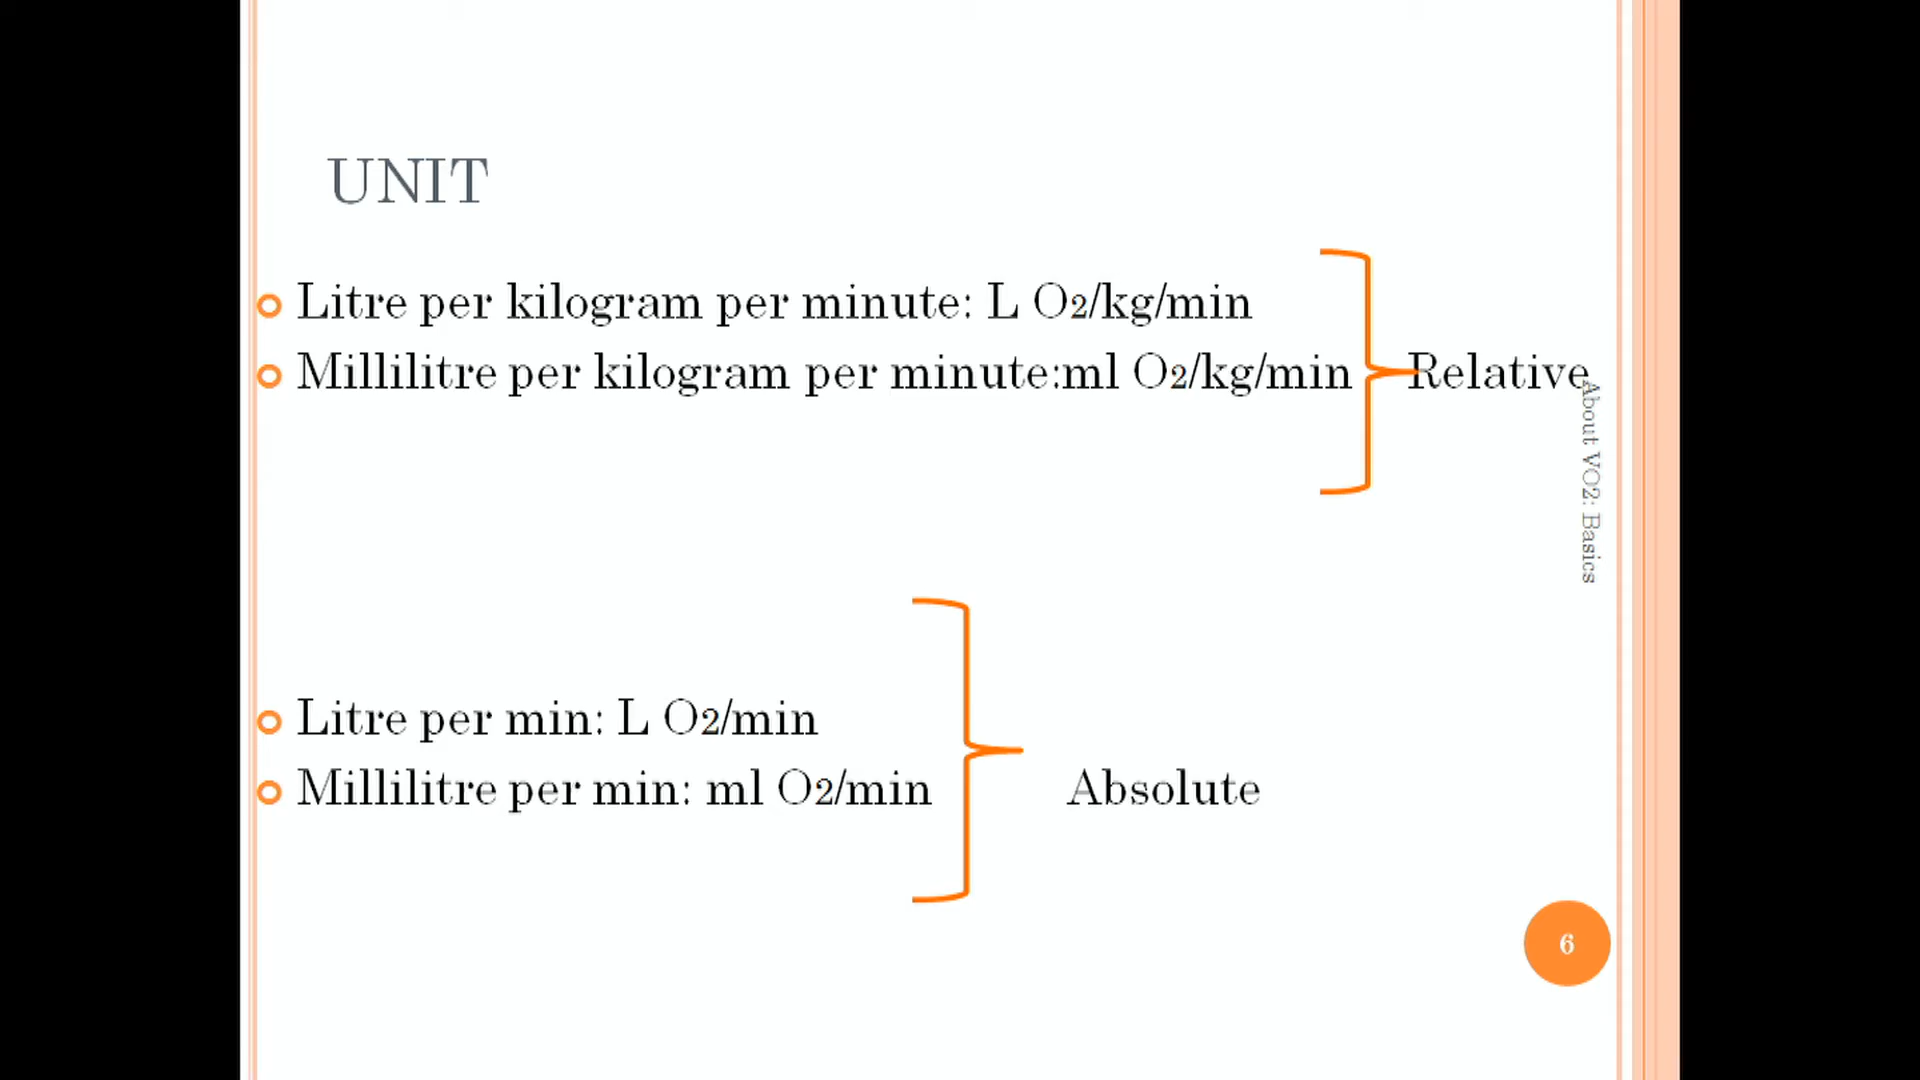 UNIT
Litre per kilogram per minute: L O2/kg/min
Millilitre per kilogram per minute:ml O2/kg/min Relative
About VO2: Basics
Litre per min: L O2/min
Millilitre per min: ml O2/min Absolute
6